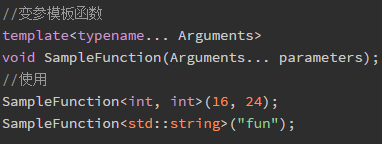 //变参模板函数
template<typename... Arguments>
void SampleFunction(Arguments... parameters);
//使用
SampleFunction<int, int>(16, 24);
SampleFunction<std::string>("fun");